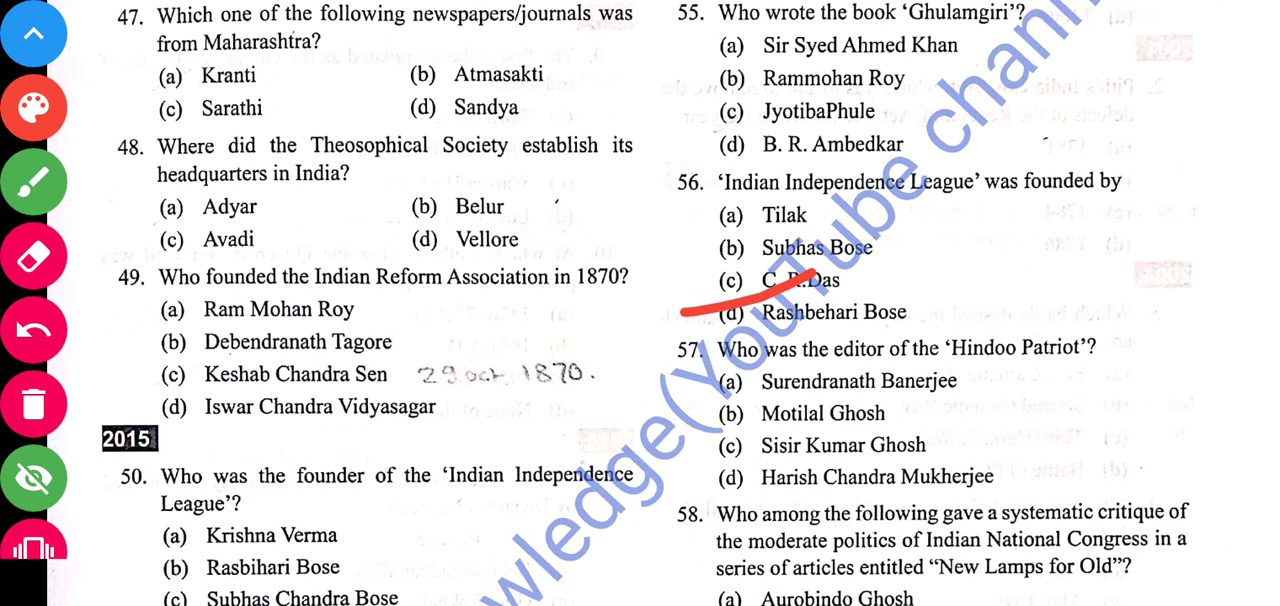 47. Which one of the following newspapers/journals was
from Maharashtra?
(a) Kranti (b) Atmasakti
(c) Sarathi (d) Sandya
48. Where did the Theosophical Society establish its
headquarters in India?
(a) Adyar (b) Belur
(c) Avadi (d) Vellore
49. Who founded the Indian Reform Association in 1870?
(a) Ram Mohan Roy
(b) Debendranath Tagore
(c) Keshab Chandra Sen 29 oct 1870.
(d) Iswar Chandra Vidyasagar
2015
50. Who was the founder of the ‘Indian Independence
League’?
(a) Krishna Verma
(b) Rasbihari Bose
(c) Subhas Chandra Bose
55. Who wrote the book ‘Ghulamgiri’?
(a) Sir Syed Ahmed Khan
(b) Rammohan Roy
(c) JyotibaPhule
(d) B. R. Ambedkar
56. ‘Indian Independence League’ was founded by
(a) Tilak
(b) Subhas Bose
(c) C. R.Das
(d) Rashbehari Bose
57. Who was the editor of the ‘Hindoo Patriot’?
(a) Surendranath Banerjee
(b) Motilal Ghosh
(c) Sisir Kumar Ghosh
(d) Harish Chandra Mukherjee
58. Who among the following gave a systematic critique of
the moderate politics of Indian National Congress in a
series of articles entitled “New Lamps for Old”?
(a) Aurobindo Ghosh
wledge(YouTube chann